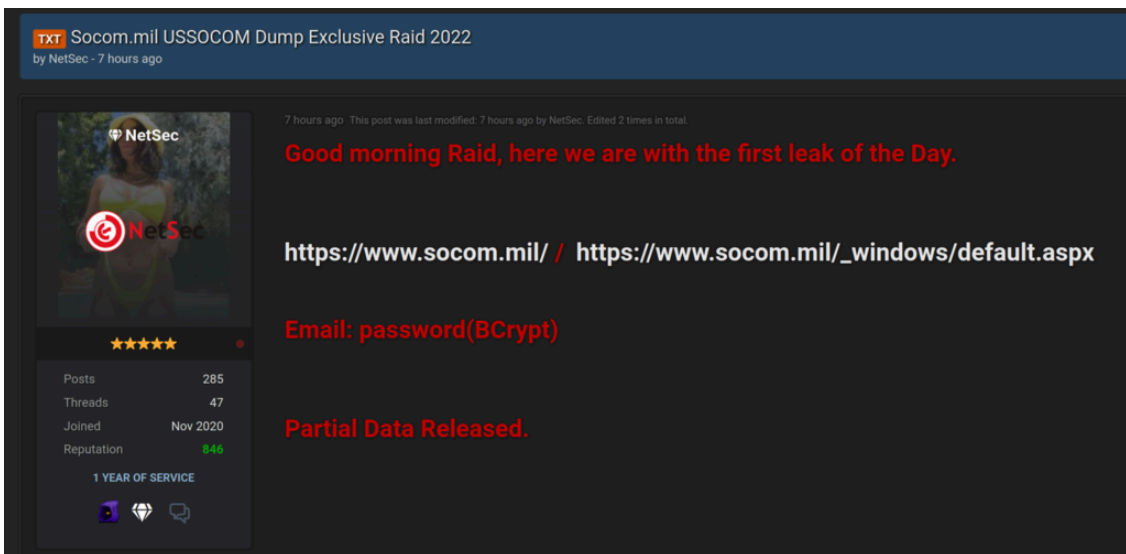 TXT Socom.mil USSOCOM Dump Exclusive Raid 2022
by NetSec - 7 hours ago
NetSec
NetSec
Posts 285
Threads 47
Joined Nov 2020
Reputation 846
1 YEAR OF SERVICE
7 hours ago This post was last modified: 7 hours ago by NetSec. Edited 2 times in total.
Good morning Raid, here we are with the first leak of the Day.
https://www.socom.mil/ / https://www.socom.mil/_windows/default.aspx
Email: password(BCrypt)
Partial Data Released.